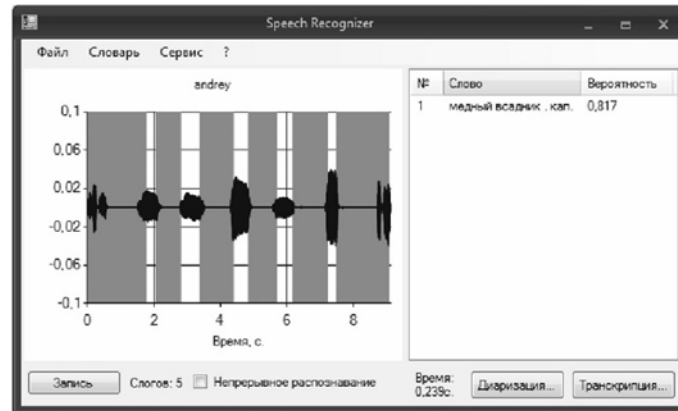 Speech Recognizer
Файл Словарь Сервис ?
andrey
0,1
0,06
0,02
-0,02
-0,06
-0,1
0 2 4 6 8
Время, с.
№ Слово Вероятность
1 медный всадник , кап. 0,817
Запись Слогов: 5 Непрерывное распознавание Время: 0,239с. Диаризация... Транскрипция...